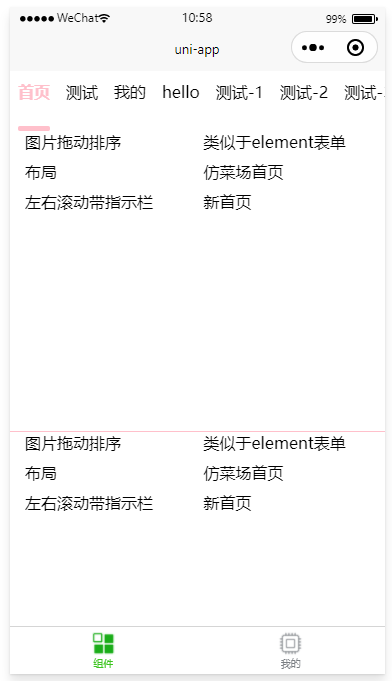 WeChat 10:58 99%
uni-app
首页 测试 我的 hello 测试-1 测试-2 测试-
图片拖动排序 类似于element表单
布局 仿菜场首页
左右滚动带指示栏 新首页
图片拖动排序 类似于element表单
布局 仿菜场首页
左右滚动带指示栏 新首页
组件 我的